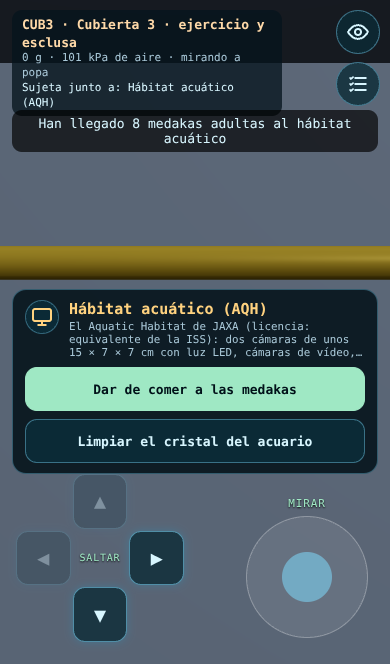 CUB3 · Cubierta 3 · ejercicio y
esclusa
0 g · 101 kPa de aire · mirando a
popa
Sujeta junto a: Hábitat acuático
(AQH)
Han llegado 8 medakas adultas al hábitat
acuático
Hábitat acuático (AQH)
El Aquatic Habitat de JAXA (licencia:
equivalente de la ISS): dos cámaras de unos
15 × 7 × 7 cm con luz LED, cámaras de vídeo,…
Dar de comer a las medakas
Limpiar el cristal del acuario
MIRAR
SALTAR